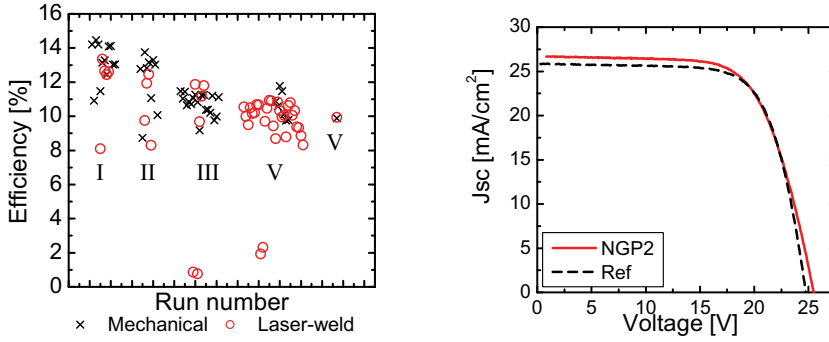 16
14
12
10
8
6
4
2
0
Efficiency [%]
I
II
III
V
V
Run number
× Mechanical ○ Laser-weld
30
25
20
15
10
5
0
Jsc [mA/cm²]
NGP2
Ref
0 5 10 15 20 25
Voltage [V]